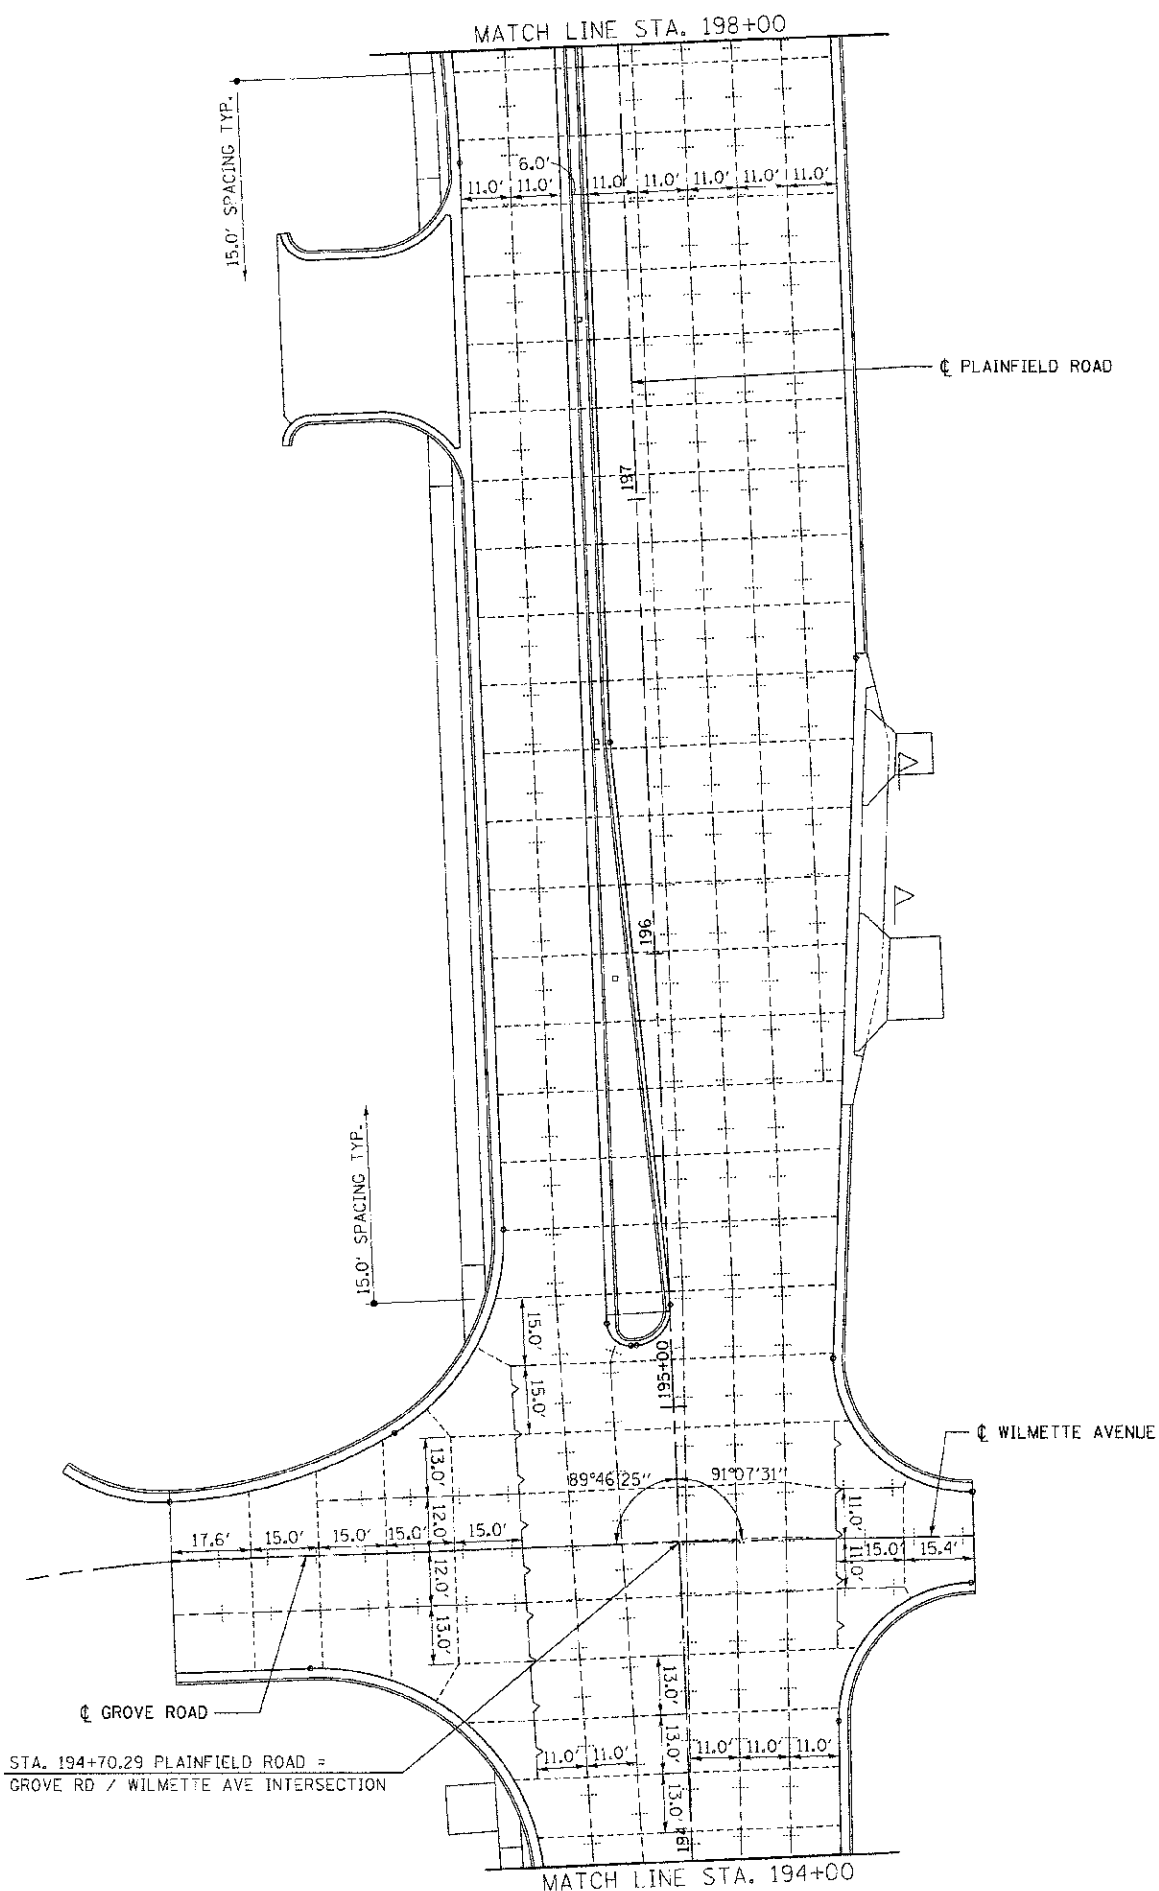 MATCH LINE STA. 198+00
15.0' SPACING TYP.
6.0'
11.0' 11.0' 11.0' 11.0' 11.0' 11.0' 11.0'
℄ PLAINFIELD ROAD
197
196
15.0' SPACING TYP.
15.0'
15.0'
195+00
℄ WILMETTE AVENUE
89°46'25" 91°07'31"
13.0'
12.0'
17.6' 15.0' 15.0' 15.0' 15.0'
12.0'
13.0'
11.0'
11.0'
15.0' 15.4'
℄ GROVE ROAD
13.0'
13.0'
13.0'
STA. 194+70.29 PLAINFIELD ROAD =
GROVE RD / WILMETTE AVE INTERSECTION
11.0' 11.0' 11.0' 11.0' 11.0'
194
MATCH LINE STA. 194+00